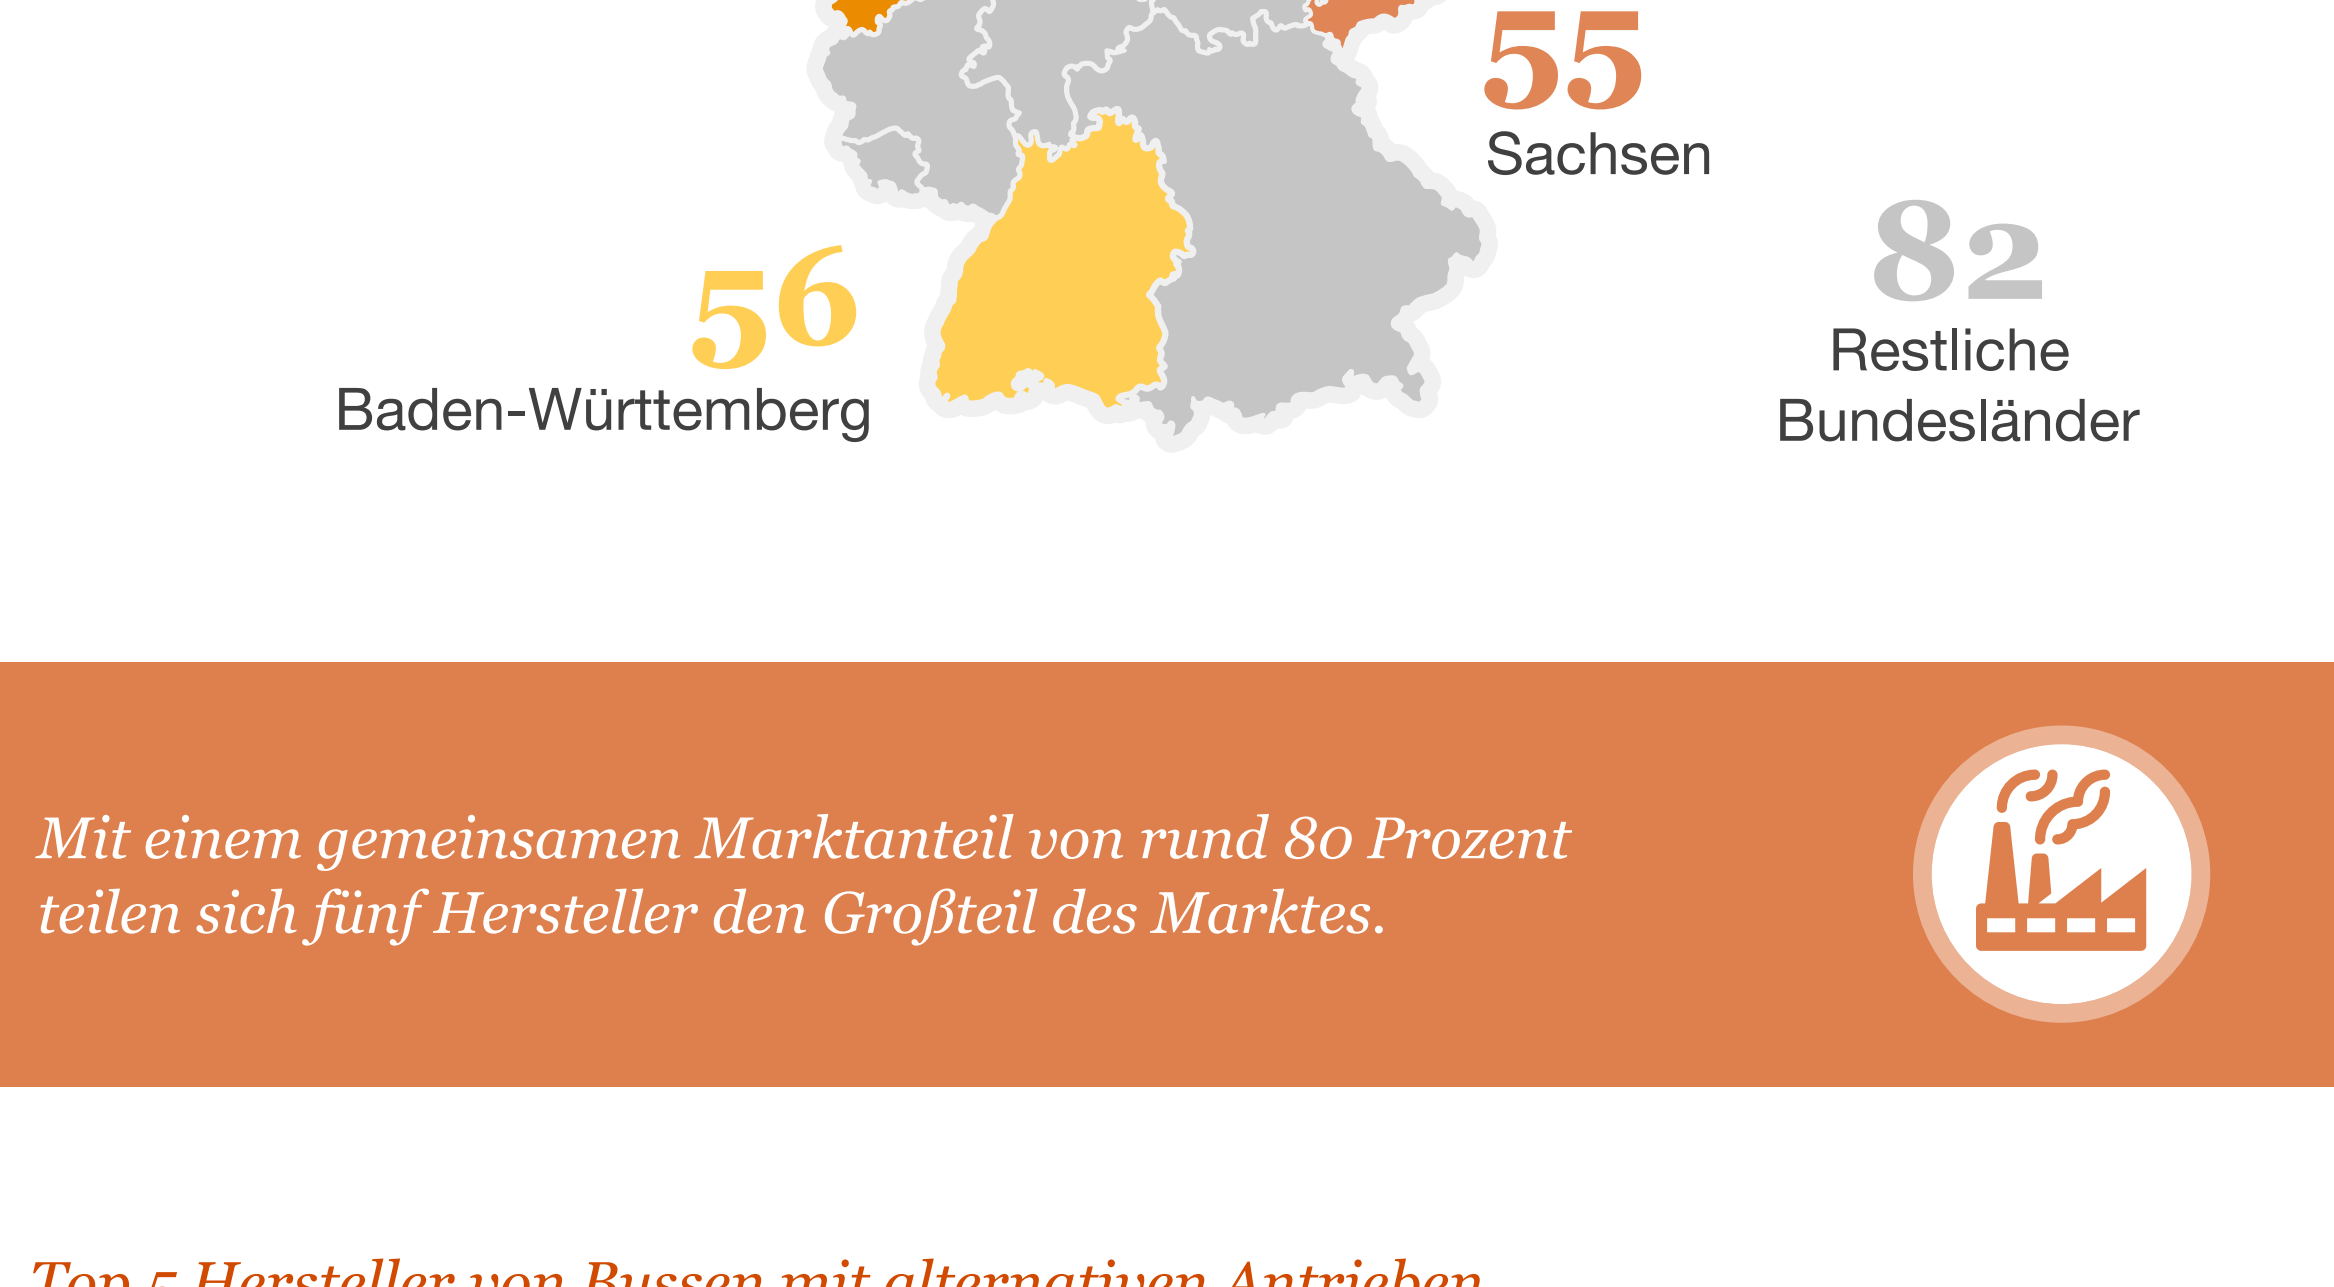 55
Sachsen
82
Restliche
Bundesländer
56
Baden-Württemberg
Mit einem gemeinsamen Marktanteil von rund 80 Prozent
teilen sich fünf Hersteller den Großteil des Marktes.
Top 5 Hersteller von Bussen mit alternativen Antrieben